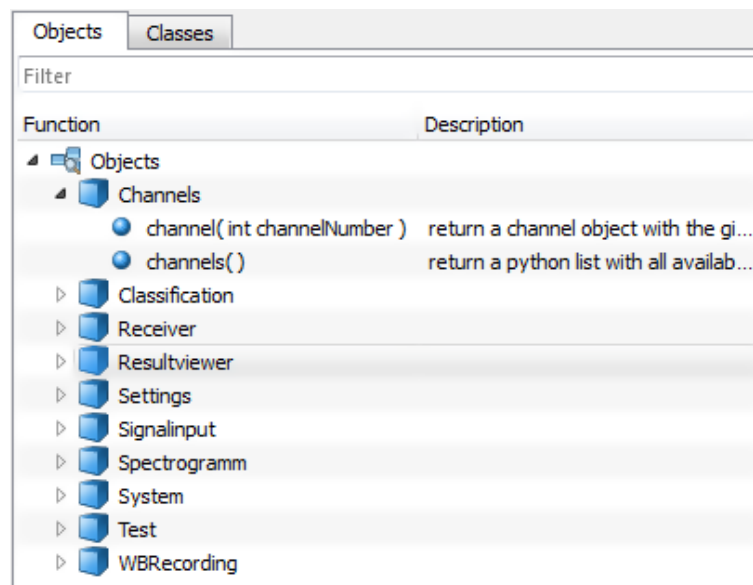 Objects Classes
Filter
Function Description
Objects
Channels
channel( int channelNumber ) return a channel object with the gi...
channels() return a python list with all availab...
Classification
Receiver
Resultviewer
Settings
Signalinput
Spectrogramm
System
Test
WBRecording